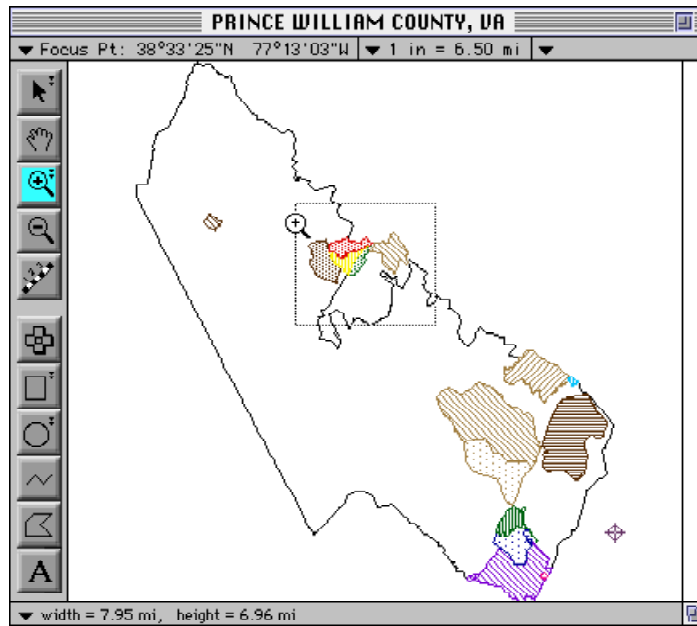 PRINCE WILLIAM COUNTY, VA
Focus Pt: 38°33'25"N 77°13'03"W 1 in = 6.50 mi
A
width = 7.95 mi, height = 6.96 mi